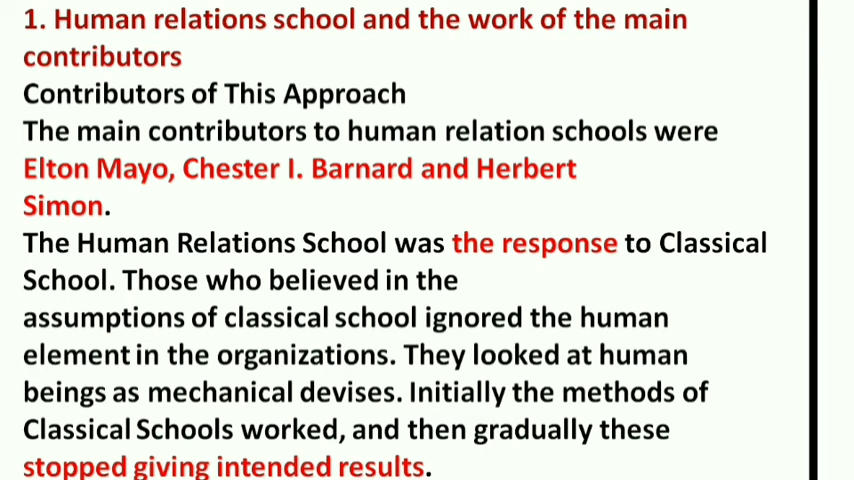 1. Human relations school and the work of the main
contributors
Contributors of This Approach
The main contributors to human relation schools were
Elton Mayo, Chester I. Barnard and Herbert
Simon.
The Human Relations School was the response to Classical
School. Those who believed in the
assumptions of classical school ignored the human
element in the organizations. They looked at human
beings as mechanical devises. Initially the methods of
Classical Schools worked, and then gradually these
stopped giving intended results.